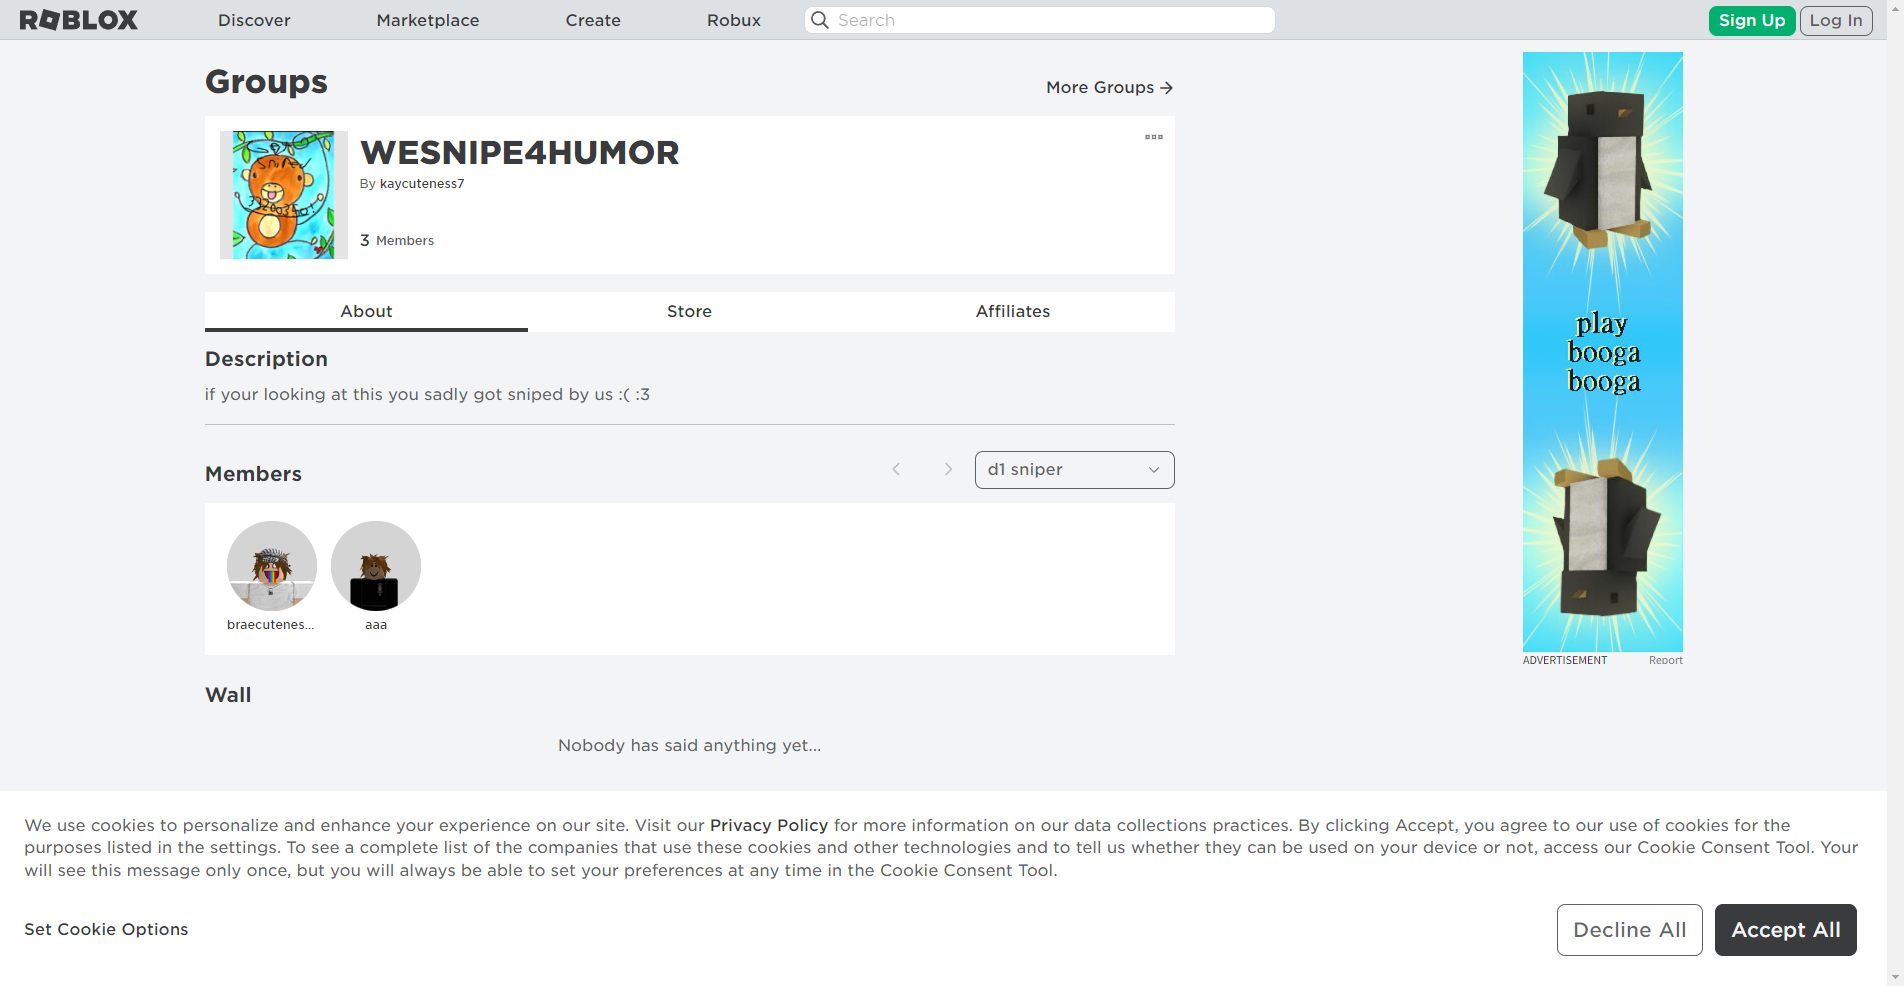 ROBLOX
Discover
Marketplace
Create
Robux
Search
Sign Up
Log In
Groups
More Groups
WESNIPE4HUMOR
By kaycuteness7
3 Members
About
Store
Affiliates
Description
if your looking at this you sadly got sniped by us :( :3
Members
d1 sniper
braecutenes...
aaa
Wall
Nobody has said anything yet...
play
booga
booga
ADVERTISEMENT
Report
We use cookies to personalize and enhance your experience on our site. Visit our Privacy Policy for more information on our data collections practices. By clicking Accept, you agree to our use of cookies for the
purposes listed in the settings. To see a complete list of the companies that use these cookies and other technologies and to tell us whether they can be used on your device or not, access our Cookie Consent Tool. Your
will see this message only once, but you will always be able to set your preferences at any time in the Cookie Consent Tool.
Set Cookie Options
Decline All
Accept All